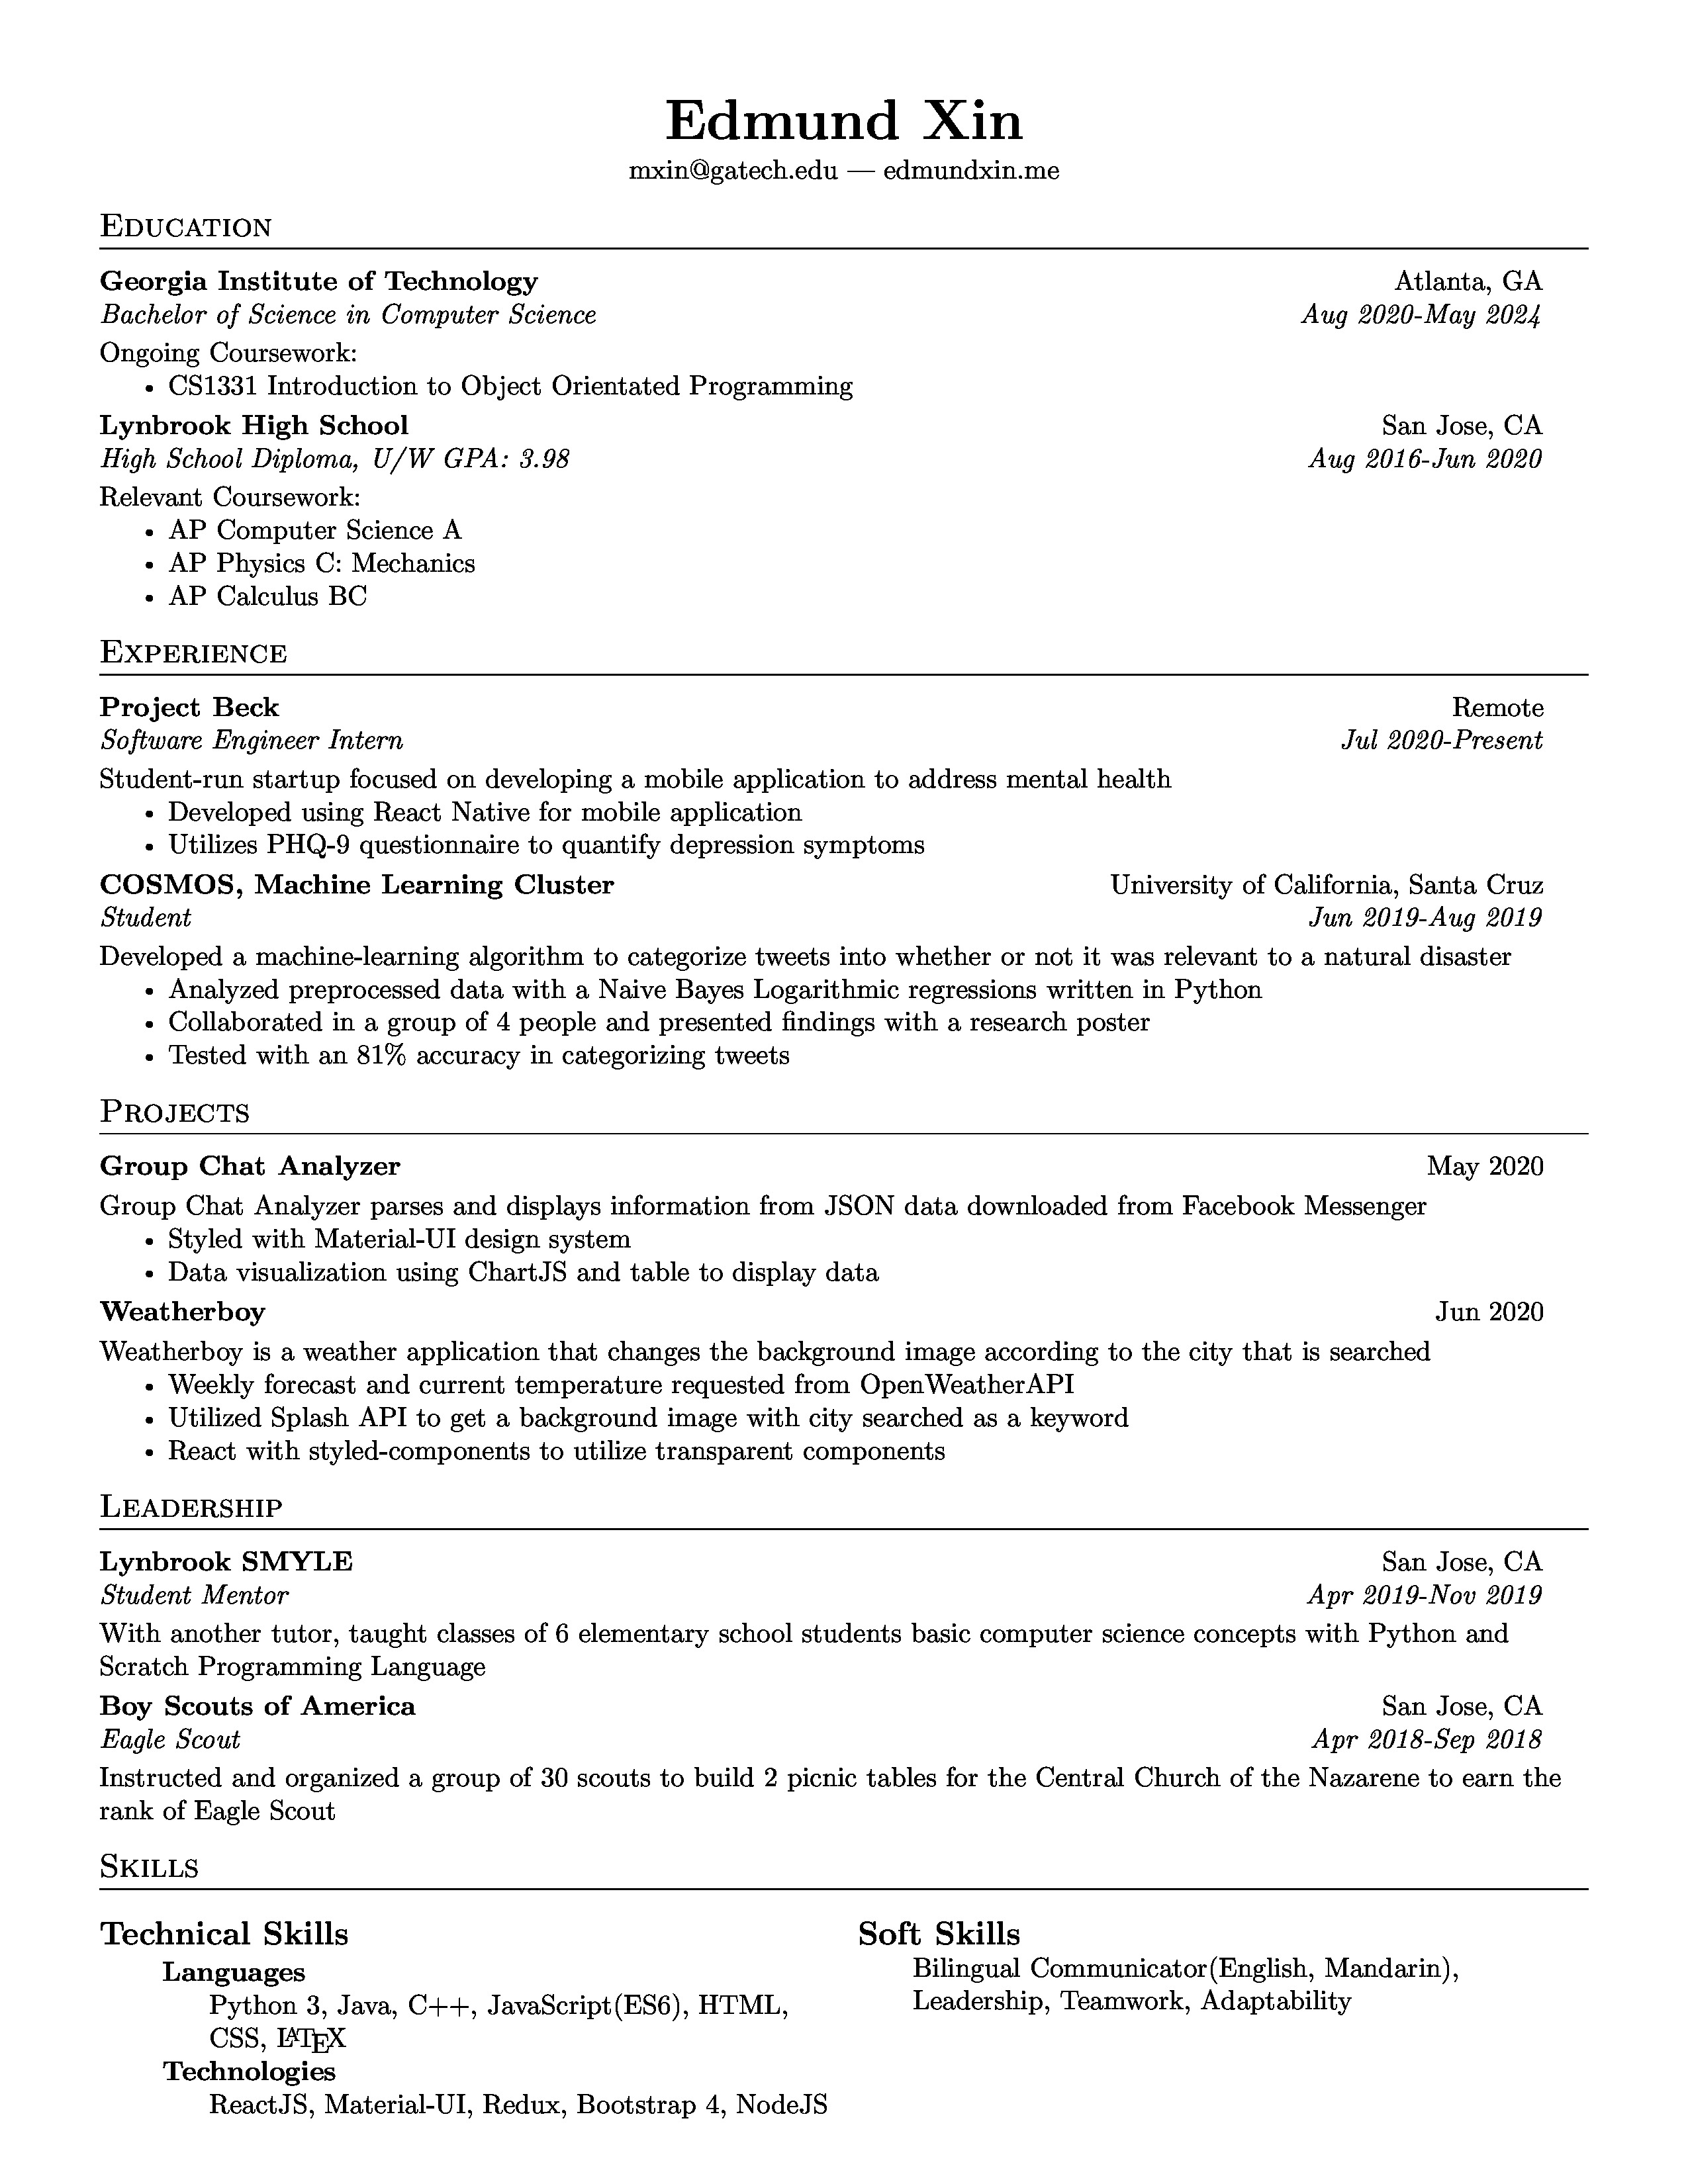 Edmund Xin
mxin@gatech.edu — edmundxin.me
Education
Georgia Institute of Technology Atlanta, GA
Bachelor of Science in Computer Science Aug 2020-May 2024
Ongoing Coursework:
• CS1331 Introduction to Object Orientated Programming
Lynbrook High School San Jose, CA
High School Diploma, U/W GPA: 3.98 Aug 2016-Jun 2020
Relevant Coursework:
• AP Computer Science A
• AP Physics C: Mechanics
• AP Calculus BC
Experience
Project Beck Remote
Software Engineer Intern Jul 2020-Present
Student-run startup focused on developing a mobile application to address mental health
• Developed using React Native for mobile application
• Utilizes PHQ-9 questionnaire to quantify depression symptoms
COSMOS, Machine Learning Cluster University of California, Santa Cruz
Student Jun 2019-Aug 2019
Developed a machine-learning algorithm to categorize tweets into whether or not it was relevant to a natural disaster
• Analyzed preprocessed data with a Naive Bayes Logarithmic regressions written in Python
• Collaborated in a group of 4 people and presented findings with a research poster
• Tested with an 81% accuracy in categorizing tweets
Projects
Group Chat Analyzer May 2020
Group Chat Analyzer parses and displays information from JSON data downloaded from Facebook Messenger
• Styled with Material-UI design system
• Data visualization using ChartJS and table to display data
Weatherboy Jun 2020
Weatherboy is a weather application that changes the background image according to the city that is searched
• Weekly forecast and current temperature requested from OpenWeatherAPI
• Utilized Splash API to get a background image with city searched as a keyword
• React with styled-components to utilize transparent components
Leadership
Lynbrook SMYLE San Jose, CA
Student Mentor Apr 2019-Nov 2019
With another tutor, taught classes of 6 elementary school students basic computer science concepts with Python and
Scratch Programming Language
Boy Scouts of America San Jose, CA
Eagle Scout Apr 2018-Sep 2018
Instructed and organized a group of 30 scouts to build 2 picnic tables for the Central Church of the Nazarene to earn the
rank of Eagle Scout
Skills
Technical Skills
Languages
Python 3, Java, C++, JavaScript(ES6), HTML,
CSS, LATEX
Technologies
ReactJS, Material-UI, Redux, Bootstrap 4, NodeJS
Soft Skills
Bilingual Communicator(English, Mandarin),
Leadership, Teamwork, Adaptability